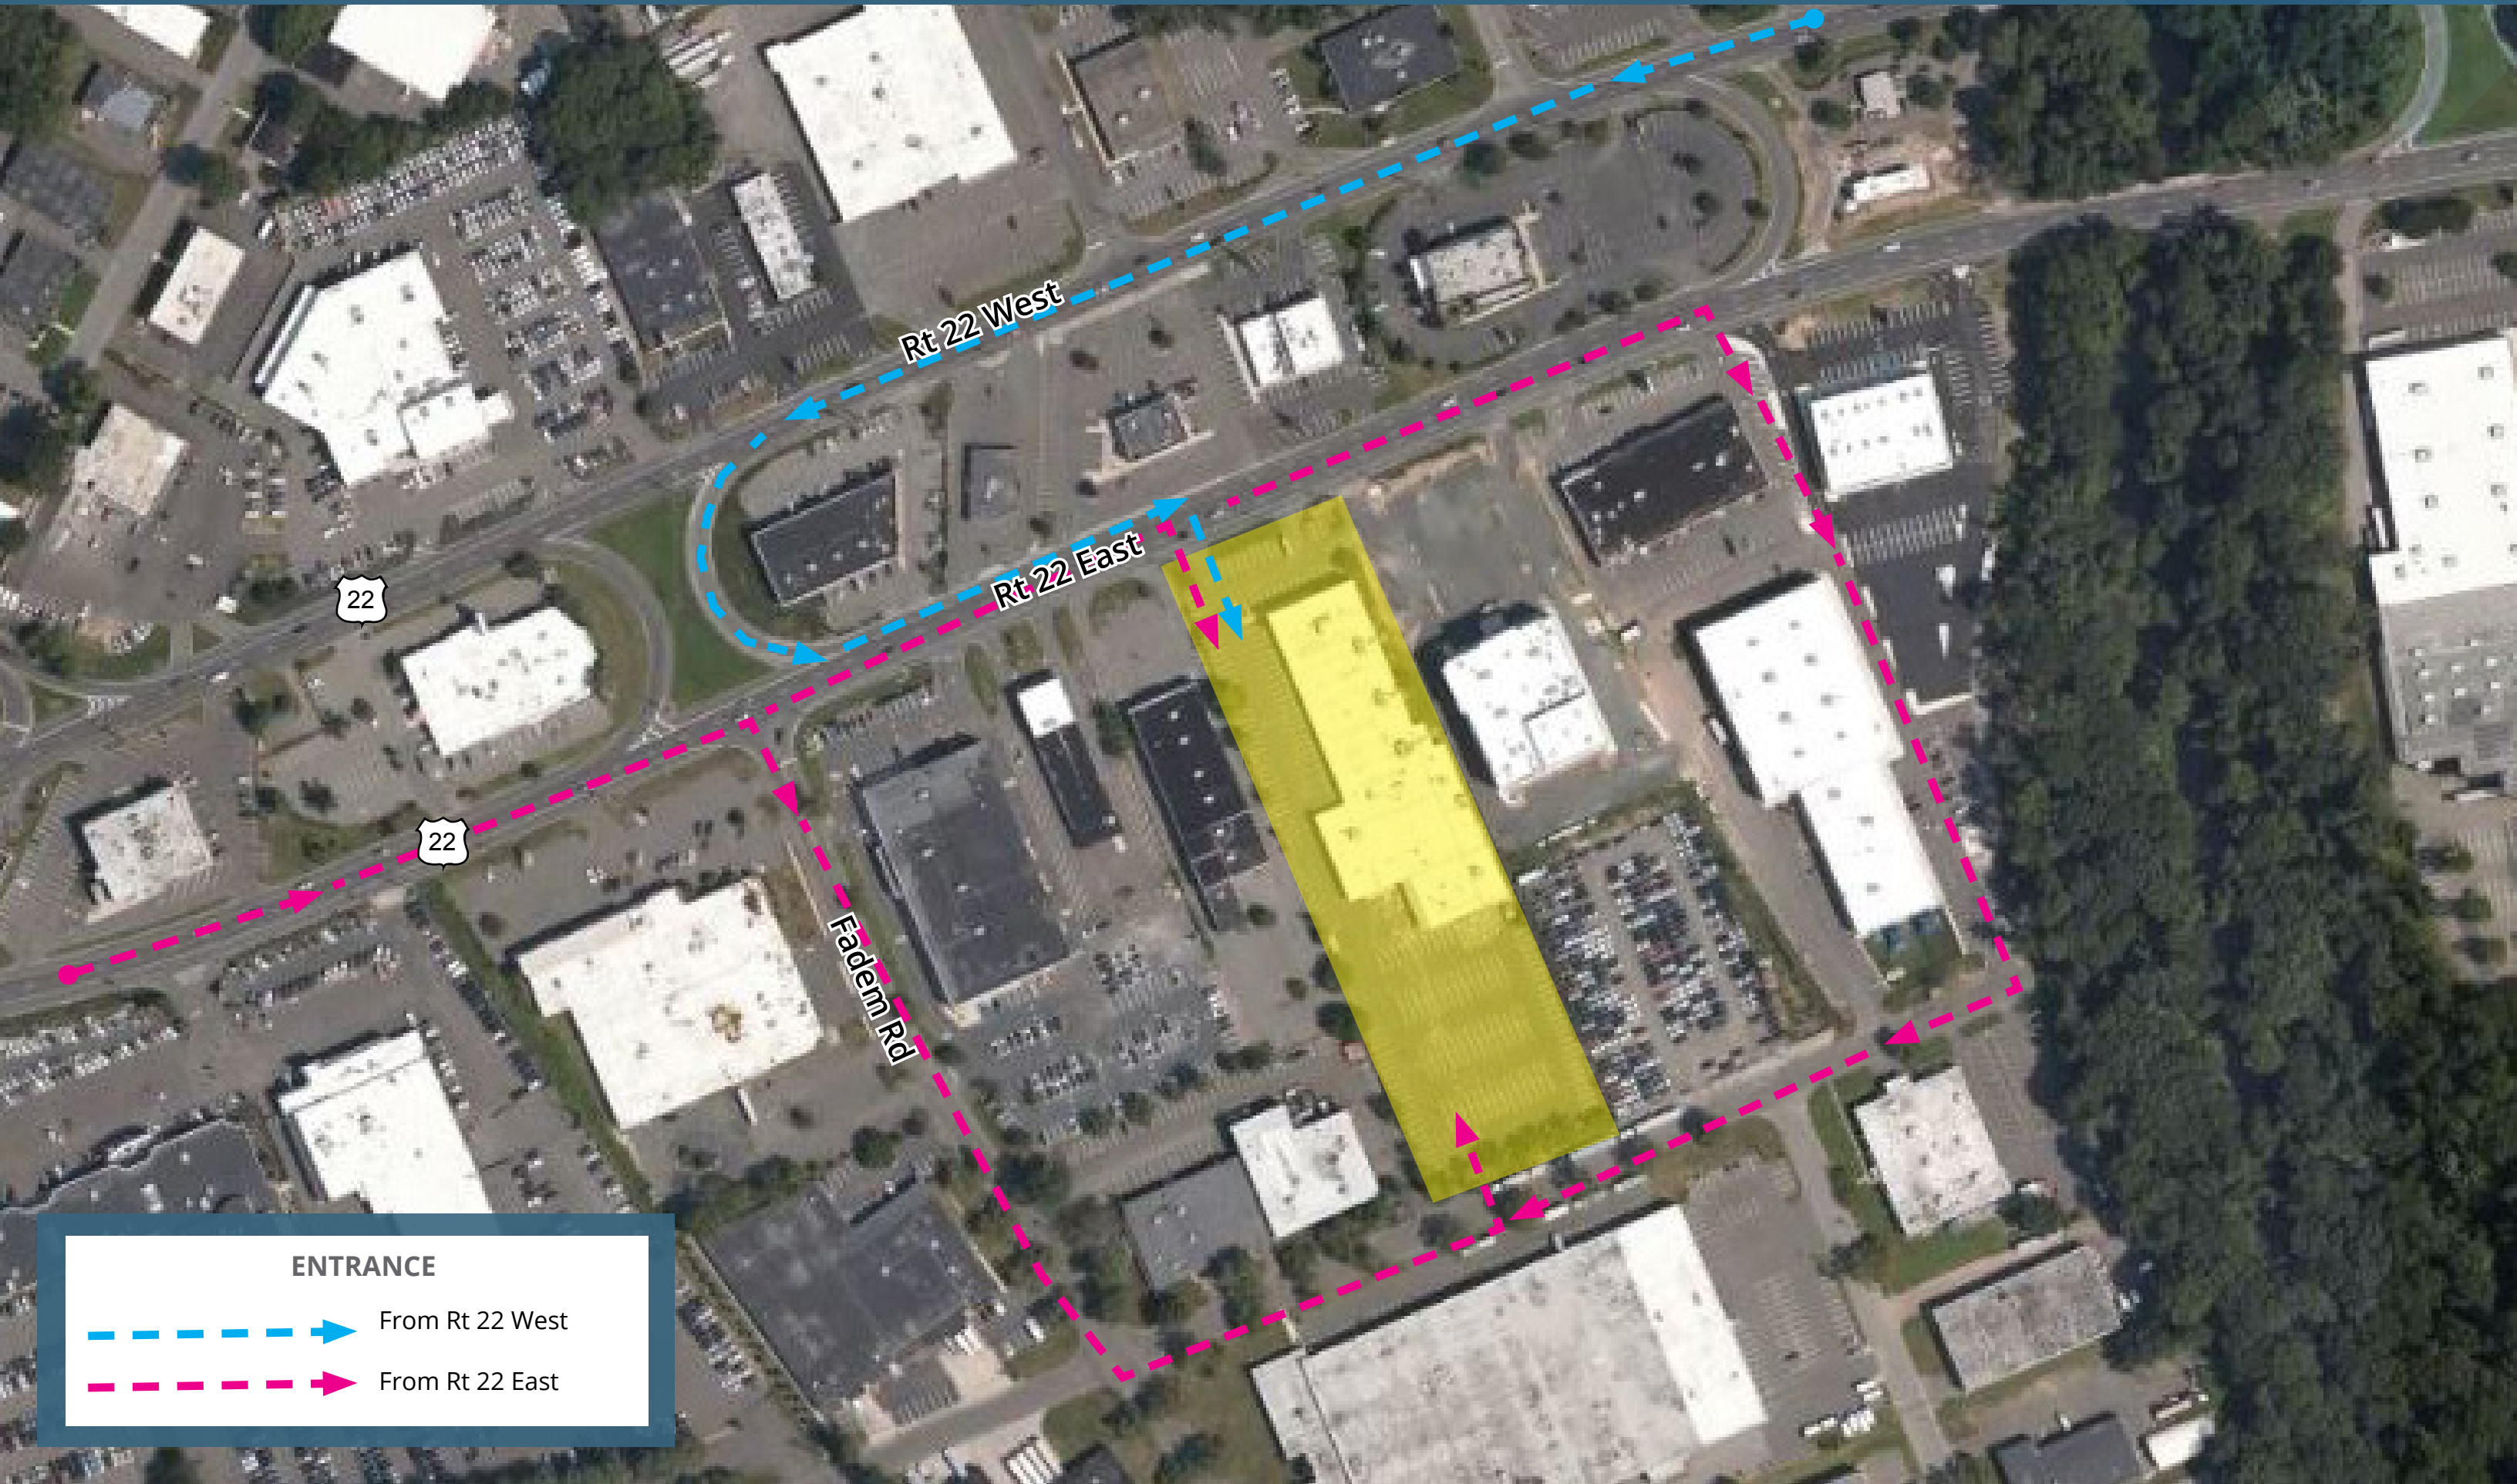 Rt 22 West
Rt 22 East
22
22
Fadem Rd
ENTRANCE
From Rt 22 West
From Rt 22 East